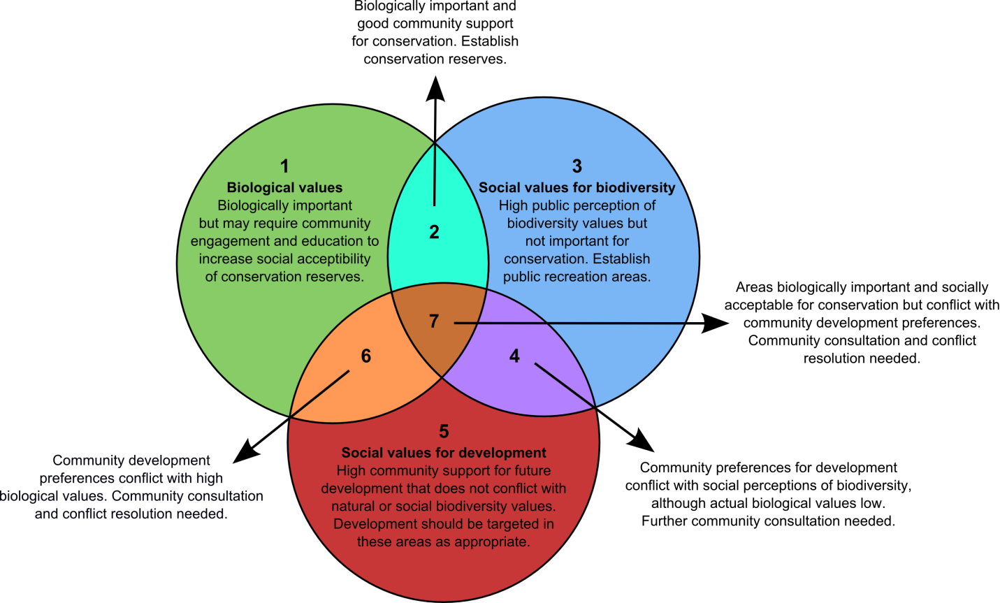 Biologically important and
good community support
for conservation. Establish
conservation reserves.
1
Biological values
Biologically important
but may require community
engagement and education to
increase social acceptibility
of conservation reserves.
2
3
Social values for biodiversity
High public perception of
biodiversity values but
not important for
conservation. Establish
public recreation areas.
Areas biologically important and socially
acceptable for conservation but conflict with
community development preferences.
Community consultation and conflict
resolution needed.
7
6
4
5
Social values for development
High community support for future
development that does not conflict with
natural or social biodiversity values.
Development should be targeted in
these areas as appropriate.
Community development
preferences conflict with high
biological values. Community consultation
and conflict resolution needed.
Community preferences for development
conflict with social perceptions of biodiversity,
although actual biological values low.
Further community consultation needed.